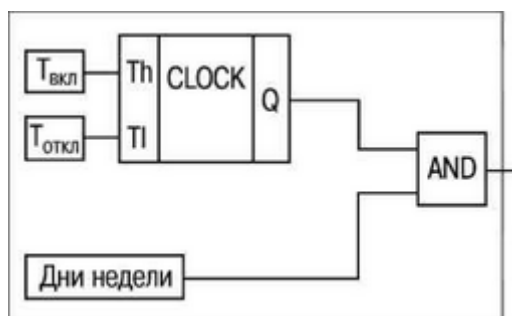 Tвкл
Th
CLOCK
Q
Tоткл
Tl
AND
Дни недели